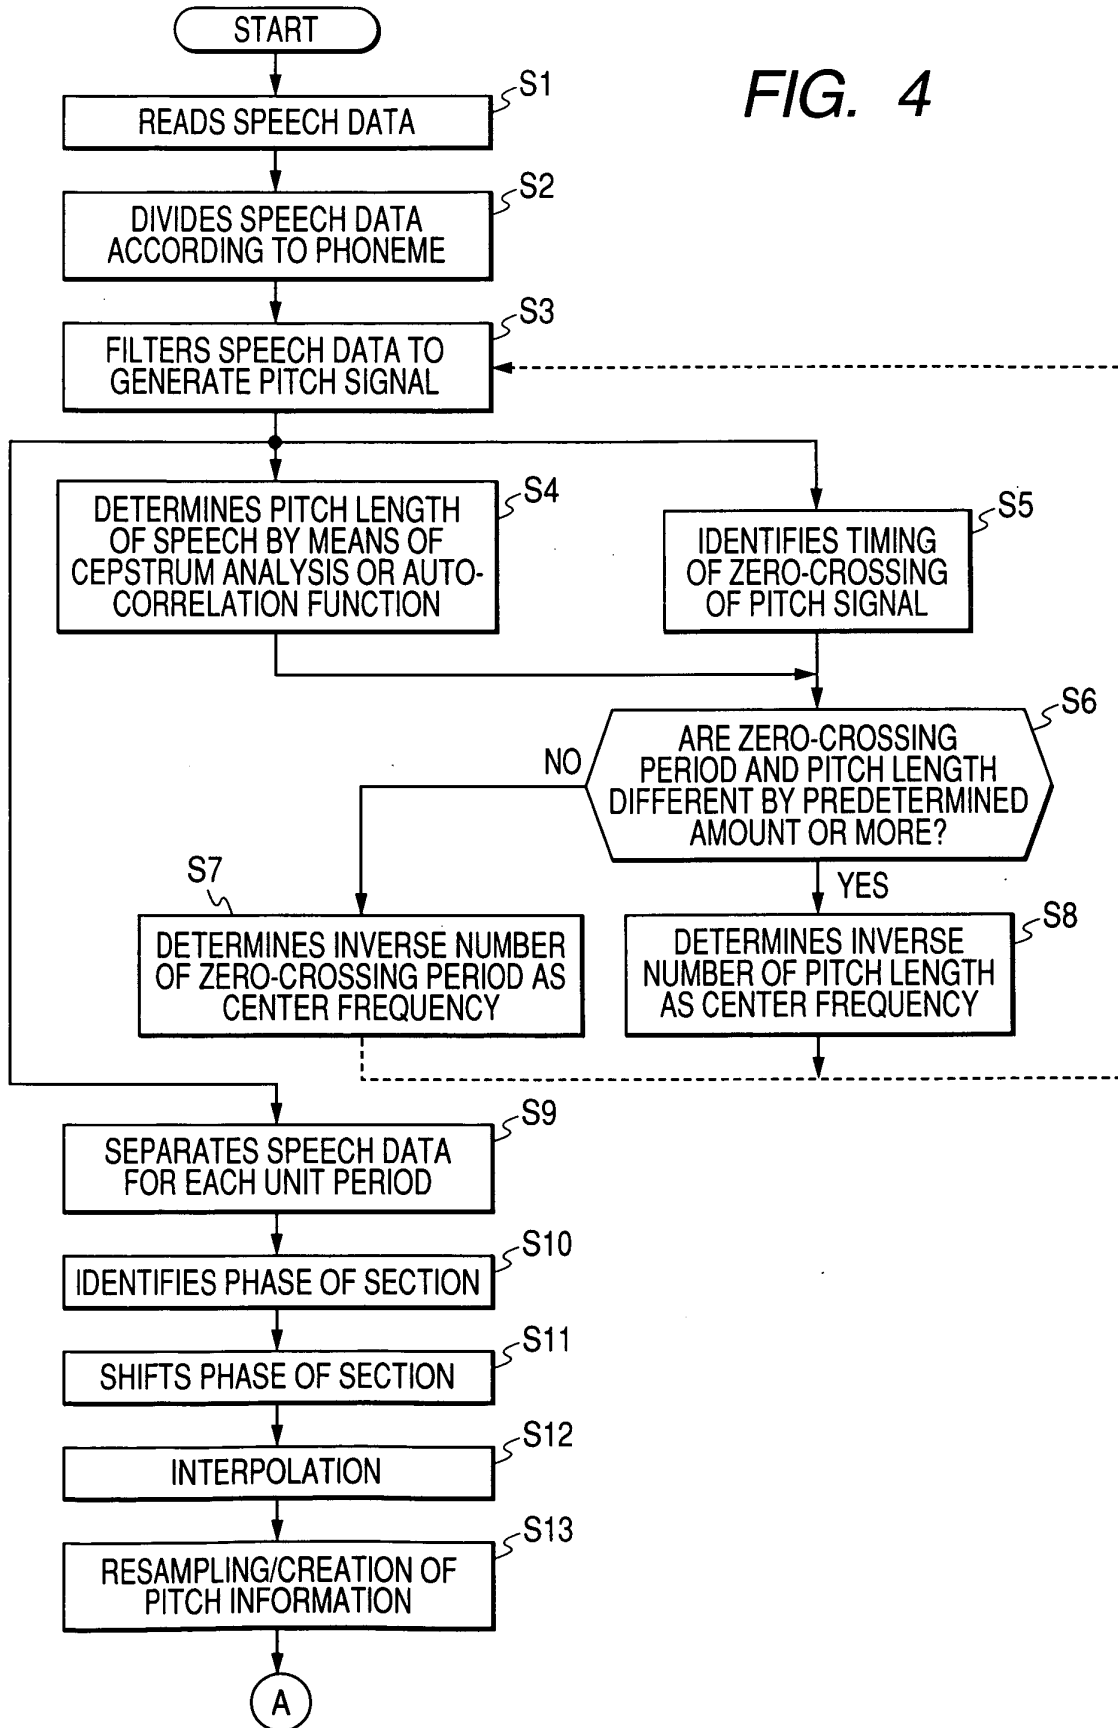 START
FIG. 4
S1
READS SPEECH DATA
S2
DIVIDES SPEECH DATA
ACCORDING TO PHONEME
S3
FILTERS SPEECH DATA TO
GENERATE PITCH SIGNAL
S4
DETERMINES PITCH LENGTH
OF SPEECH BY MEANS OF
CEPSTRUM ANALYSIS OR AUTO-
CORRELATION FUNCTION
S5
IDENTIFIES TIMING
OF ZERO-CROSSING
OF PITCH SIGNAL
S6
ARE ZERO-CROSSING
PERIOD AND PITCH LENGTH
DIFFERENT BY PREDETERMINED
AMOUNT OR MORE?
NO
YES
S7
DETERMINES INVERSE NUMBER
OF ZERO-CROSSING PERIOD AS
CENTER FREQUENCY
S8
DETERMINES INVERSE
NUMBER OF PITCH LENGTH
AS CENTER FREQUENCY
S9
SEPARATES SPEECH DATA
FOR EACH UNIT PERIOD
S10
IDENTIFIES PHASE OF SECTION
S11
SHIFTS PHASE OF SECTION
S12
INTERPOLATION
S13
RESAMPLING/CREATION OF
PITCH INFORMATION
A